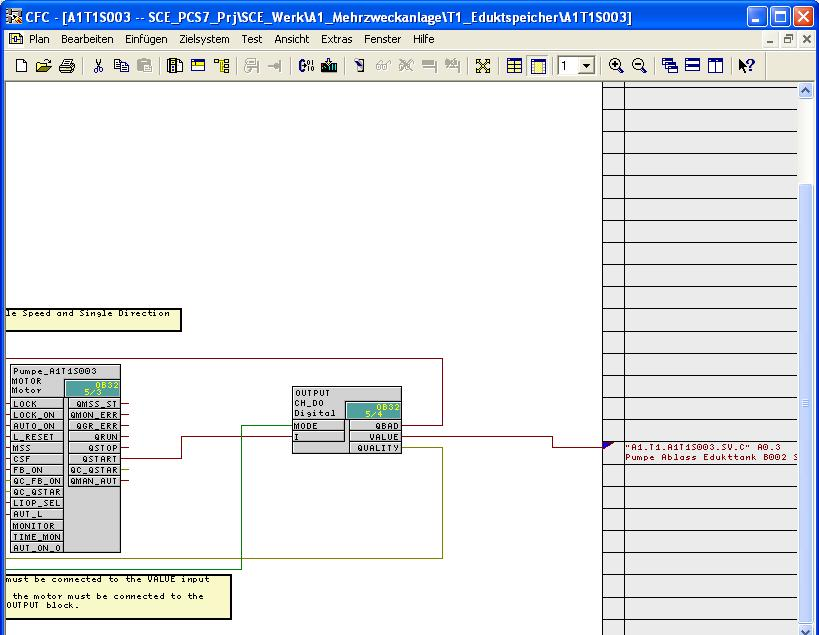 CFC - [A1T1S003 -- SCE_PCS7_Prj\SCE_Werk\A1_Mehrzweckanlage\T1_Eduktspeicher\A1T1S003]
Plan Bearbeiten Einfügen Zielsystem Test Ansicht Extras Fenster Hilfe
1
le Speed and Single Direction
Pumpe_A1T1S003
MOTOR
Motor
OB32
5/3
LOCK QMSS_ST
LOCK_ON QMON_ERR
AUTO_ON QGR_ERR
L_RESET QRUN
MSS QSTOP
CSF QSTART
FB_ON QC_QSTAR
QC_FB_ON QMAN_AUT
QC_QSTAR
LIOP_SEL
AUT_L
MONITOR
TIME_MON
AUT_ON_O
OUTPUT
CH_DO
Digital
OB32
5/4
MODE QBAD
I VALUE
QUALITY
"A1.T1.A1T1S003.SV.C" A0.3
Pumpe Ablass Edukttank B002 S
must be connected to the VALUE input
the motor must be connected to the
OUTPUT block.